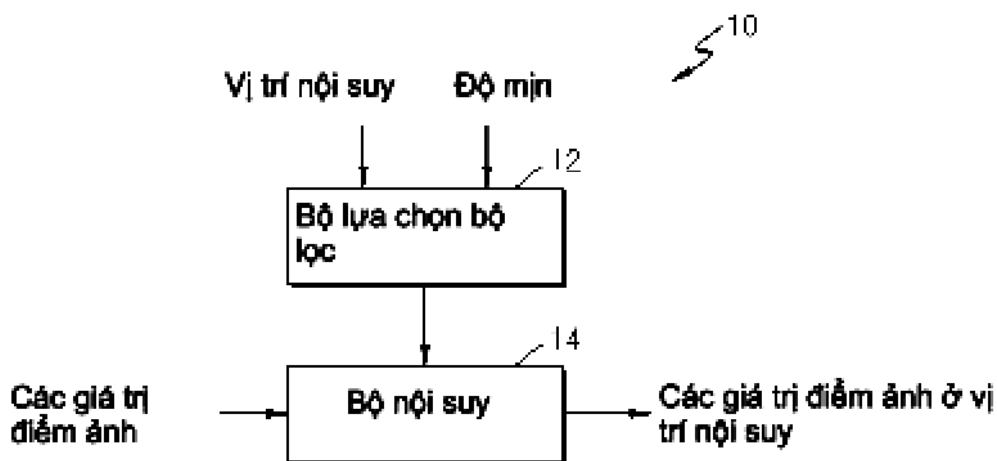 10
Vị trí nội suy
Độ mịn
12
Bộ lựa chọn bộ
lọc
14
Các giá trị
điểm ảnh
Bộ nội suy
Các giá trị điểm ảnh ở vị
trí nội suy